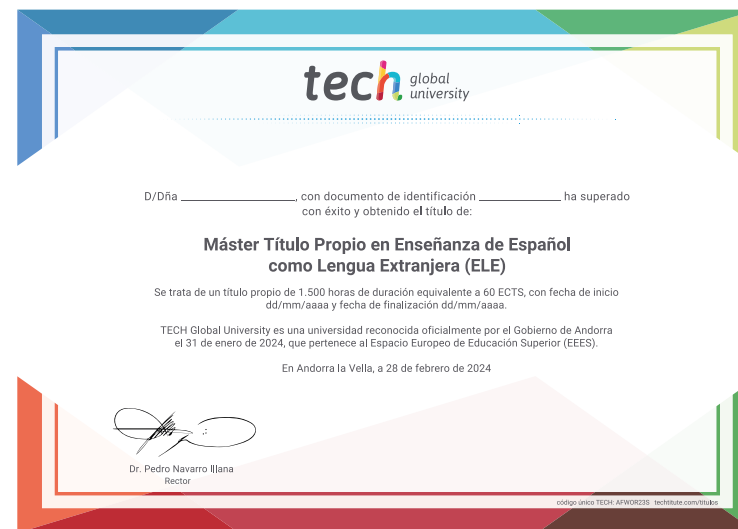 tech global university
D/Dña ____________________, con documento de identificación ______________ ha superado
con éxito y obtenido el título de:
Máster Título Propio en Enseñanza de Español
como Lengua Extranjera (ELE)
Se trata de un título propio de 1.500 horas de duración equivalente a 60 ECTS, con fecha de inicio
dd/mm/aaaa y fecha de finalización dd/mm/aaaa.
TECH Global University es una universidad reconocida oficialmente por el Gobierno de Andorra
el 31 de enero de 2024, que pertenece al Espacio Europeo de Educación Superior (EEES).
En Andorra la Vella, a 28 de febrero de 2024
Dr. Pedro Navarro Illana
Rector
código único TECH: AFWOR23S techtitute.com/titulos